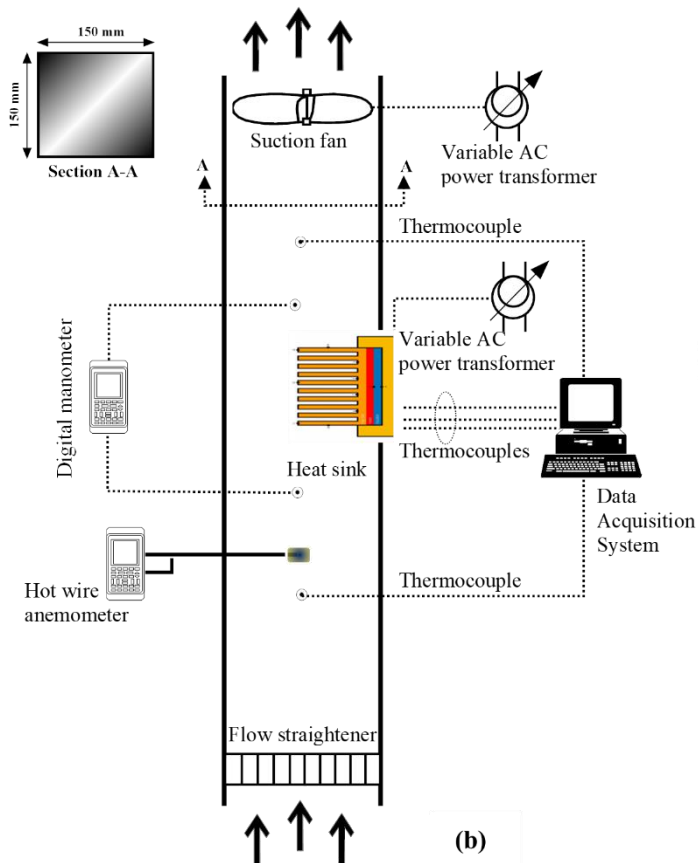 150 mm
150 mm
Section A-A
Suction fan
Variable AC
power transformer
A
A
Thermocouple
Digital manometer
Variable AC
power transformer
Heat sink
Thermocouples
Data
Acquisition
System
Hot wire
anemometer
Thermocouple
Flow straightener
(b)